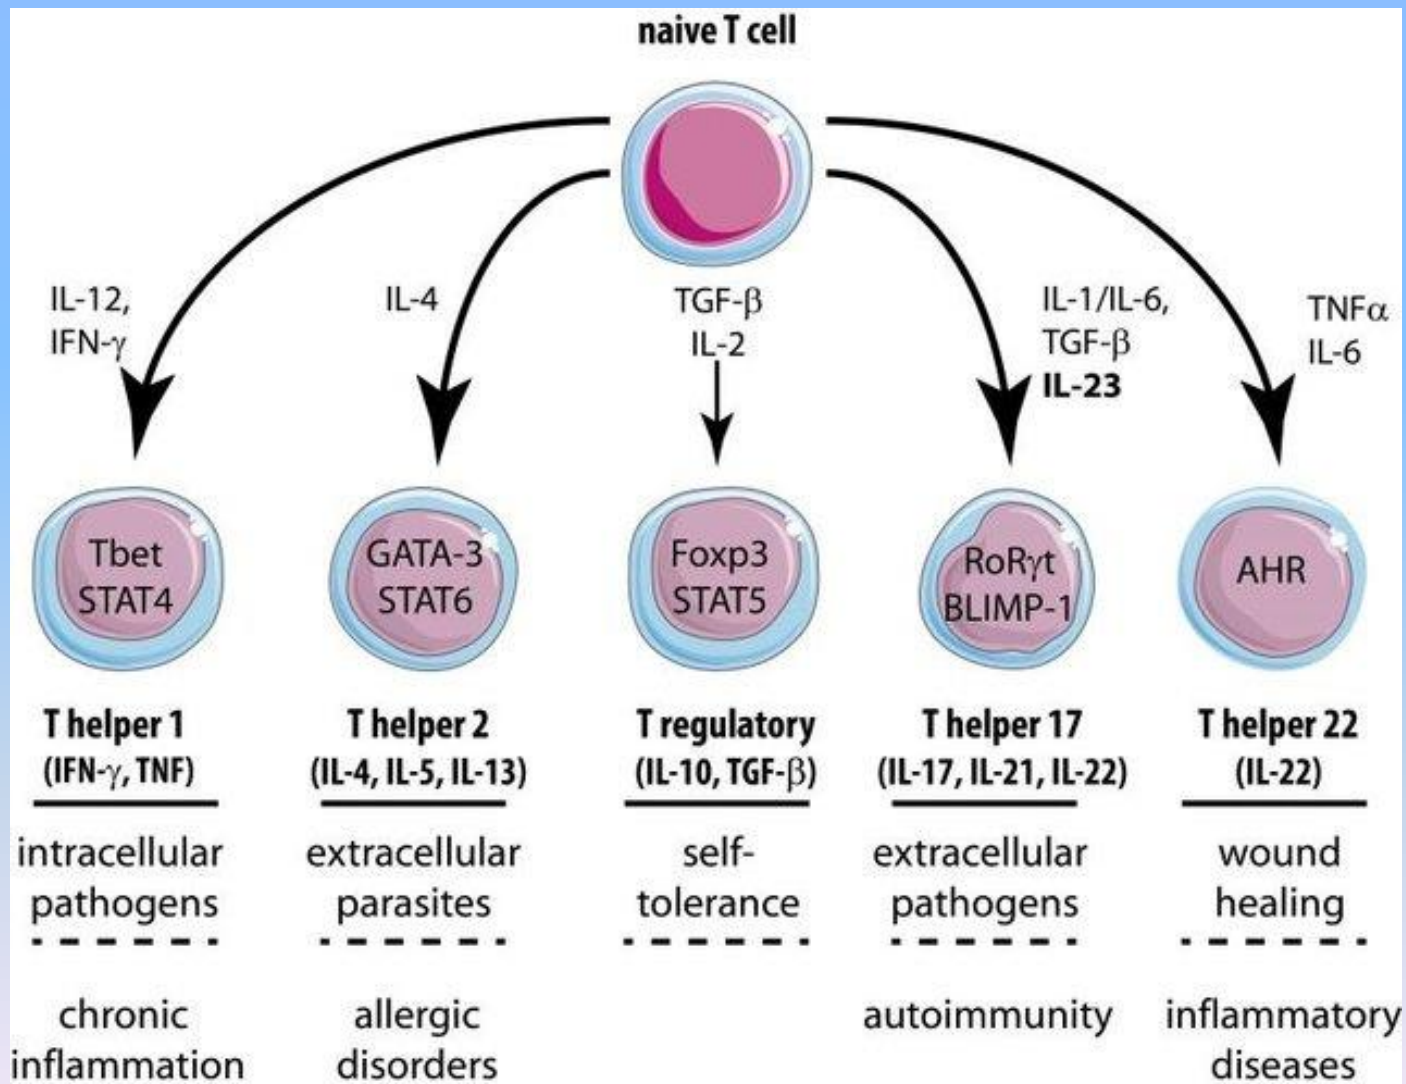 naive T cell
IL-12,
IFN-γ
IL-4
TGF-β
IL-2
IL-1/IL-6,
TGF-β
IL-23
TNFα
IL-6
Tbet
STAT4
GATA-3
STAT6
Foxp3
STAT5
RoRγt
BLIMP-1
AHR
T helper 1
(IFN-γ, TNF)
T helper 2
(IL-4, IL-5, IL-13)
T regulatory
(IL-10, TGF-β)
T helper 17
(IL-17, IL-21, IL-22)
T helper 22
(IL-22)
intracellular
pathogens
extracellular
parasites
self-
tolerance
extracellular
pathogens
wound
healing
chronic
inflammation
allergic
disorders
autoimmunity
inflammatory
diseases